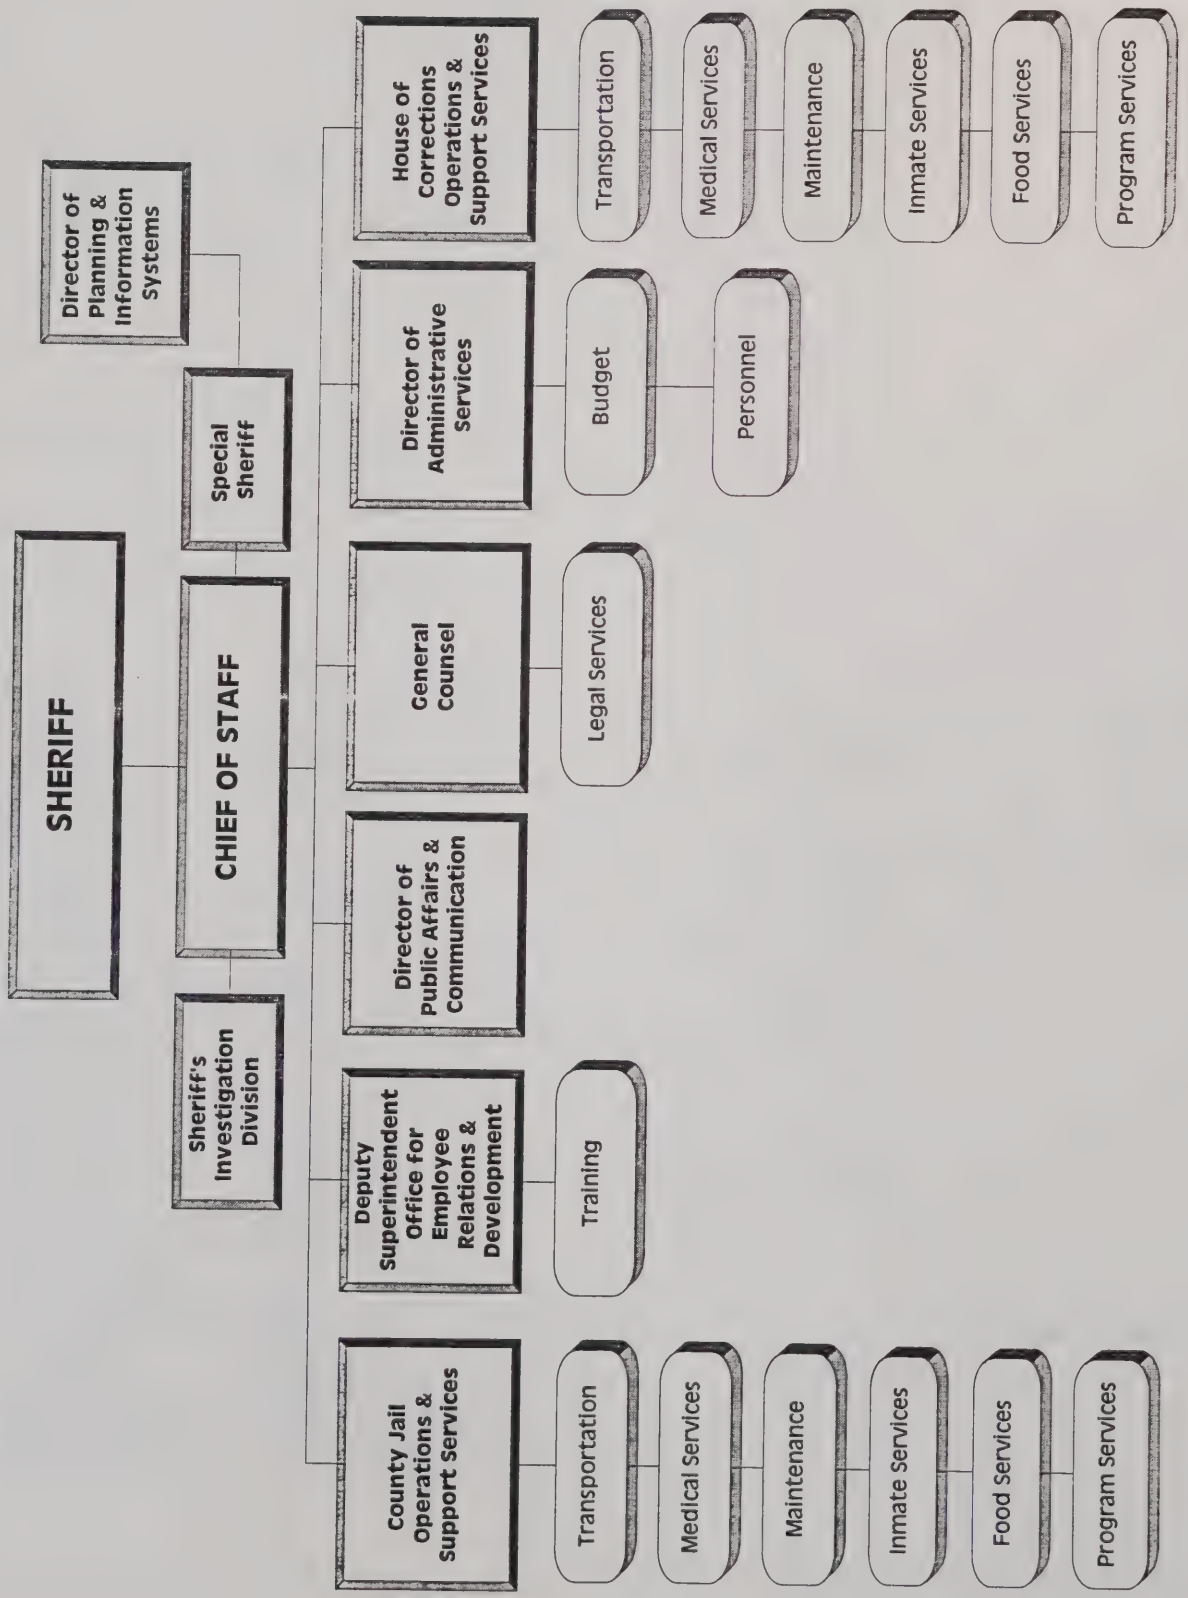 SHERIFF
CHIEF OF STAFF
Sheriff's
Investigation
Division
Special
Sheriff
Director of
Planning &
Information
Systems
County Jail
Operations &
Support Services
Transportation
Medical Services
Maintenance
Inmate Services
Food Services
Program Services
Deputy
Superintendent
Office for
Employee
Relations &
Development
Training
Director of
Public Affairs &
Communication
General
Counsel
Legal Services
Director of
Administrative
Services
Budget
Personnel
House of
Corrections
Operations &
Support Services
Transportation
Medical Services
Maintenance
Inmate Services
Food Services
Program Services